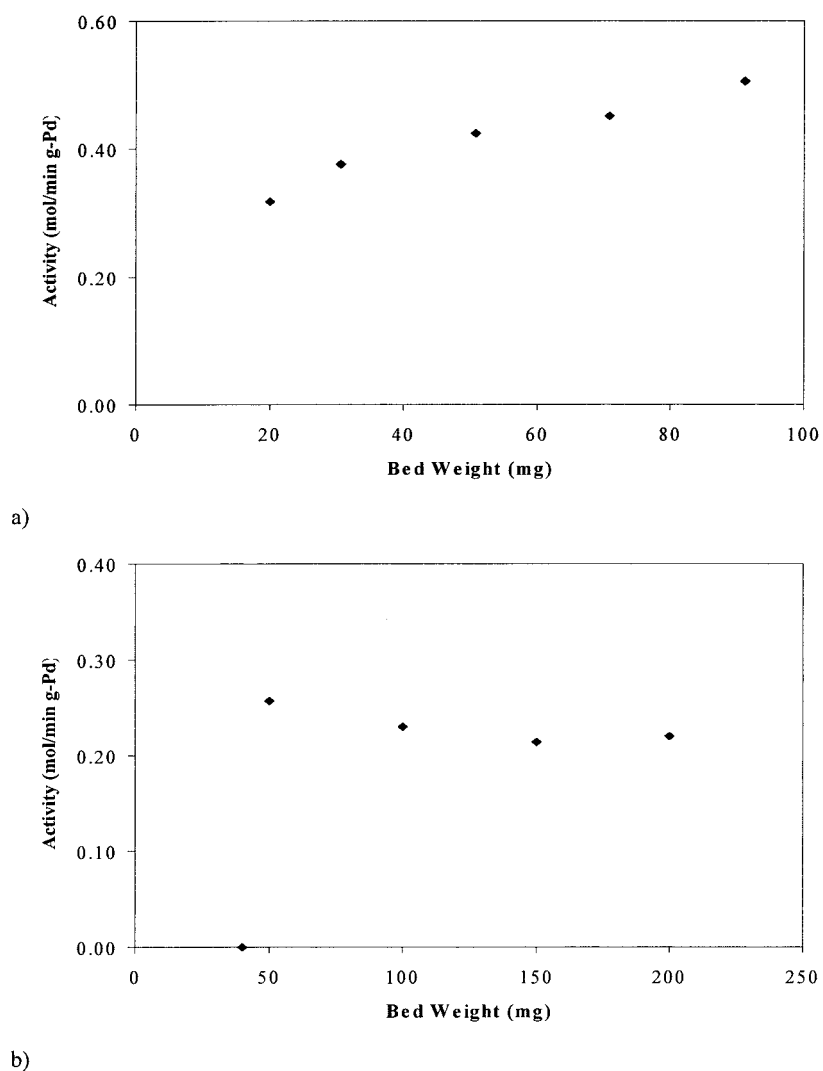 0.60
0.40
0.20
0.00
Activity (mol/min g-Pd)
0 20 40 60 80 100
Bed Weight (mg)
a)
0.40
0.30
0.20
0.10
0.00
Activity (mol/min g-Pd)
0 50 100 150 200 250
Bed Weight (mg)
b)